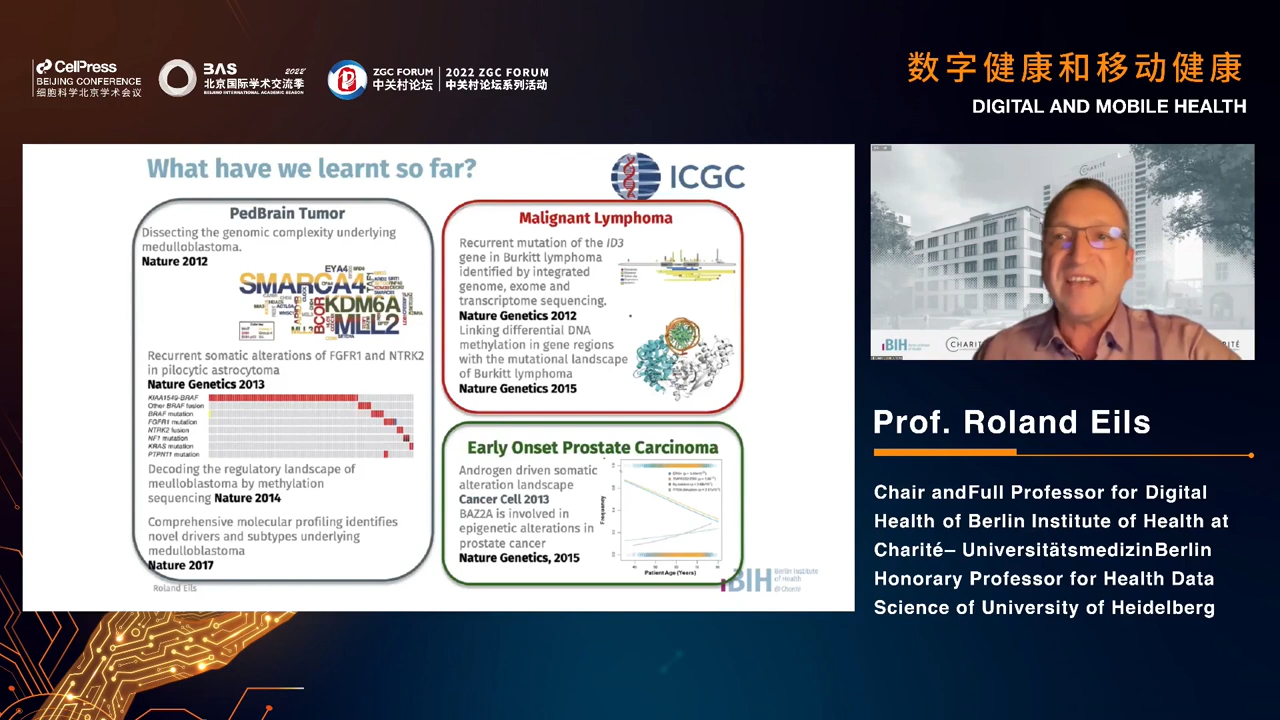 CellPress
BEIJING CONFERENCE
细胞科学北京学术会议
BAS 2022
北京国际学术交流季
BEIJING INTERNATIONAL ACADEMIC SEASON
ZGC FORUM
中关村论坛
2022 ZGC FORUM
中关村论坛系列活动
数字健康和移动健康
DIGITAL AND MOBILE HEALTH
What have we learnt so far?
ICGC
PedBrain Tumor
Dissecting the genomic complexity underlying
medulloblastoma.
Nature 2012
EYA4
SMARCA4
BCOR
KDM6A
MLL2
Recurrent somatic alterations of FGFR1 and NTRK2
in pilocytic astrocytoma
Nature Genetics 2013
KIAA1549-BRAF
Other BRAF fusion
BRAF mutation
FGFR1 mutation
NTRK2 fusion
NF1 mutation
KRAS mutation
PTPN11 mutation
Decoding the regulatory landscape of
meulloblastoma by methylation
sequencing Nature 2014
Comprehensive molecular profiling identifies
novel drivers and subtypes underlying
medulloblastoma
Nature 2017
Roland Eils
Malignant Lymphoma
Recurrent mutation of the ID3
gene in Burkitt lymphoma
identified by integrated
genome, exome and
transcriptome sequencing.
Nature Genetics 2012
Linking differential DNA
methylation in gene regions
with the mutational landscape
of Burkitt lymphoma
Nature Genetics 2015
Early Onset Prostate Carcinoma
Androgen driven somatic
alteration landscape
Cancer Cell 2013
BAZ2A is involved in
epigenetic alterations in
prostate cancer
Nature Genetics, 2015
Frequency
Patient Age (Years)
BIH
Berlin Institute
of Health
@Charité
CHARITÉ
BIH
CHARITÉ
Prof. Roland Eils
Chair andFull Professor for Digital
Health of Berlin Institute of Health at
Charité– UniversitätsmedizinBerlin
Honorary Professor for Health Data
Science of University of Heidelberg